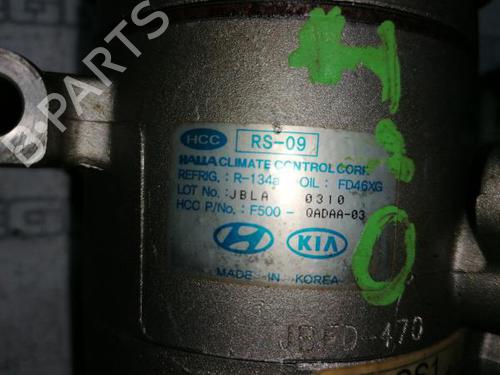 B-PARTS
HCC RS-09
HALLA CLIMATE CONTROL CORP.
REFRIG. : R-134a OIL : FD46XG
LOT No. : JBLA 0310
HCC P/No. : F500- QADAA-03
KIA
MADE IN KOREA
JBFD-470